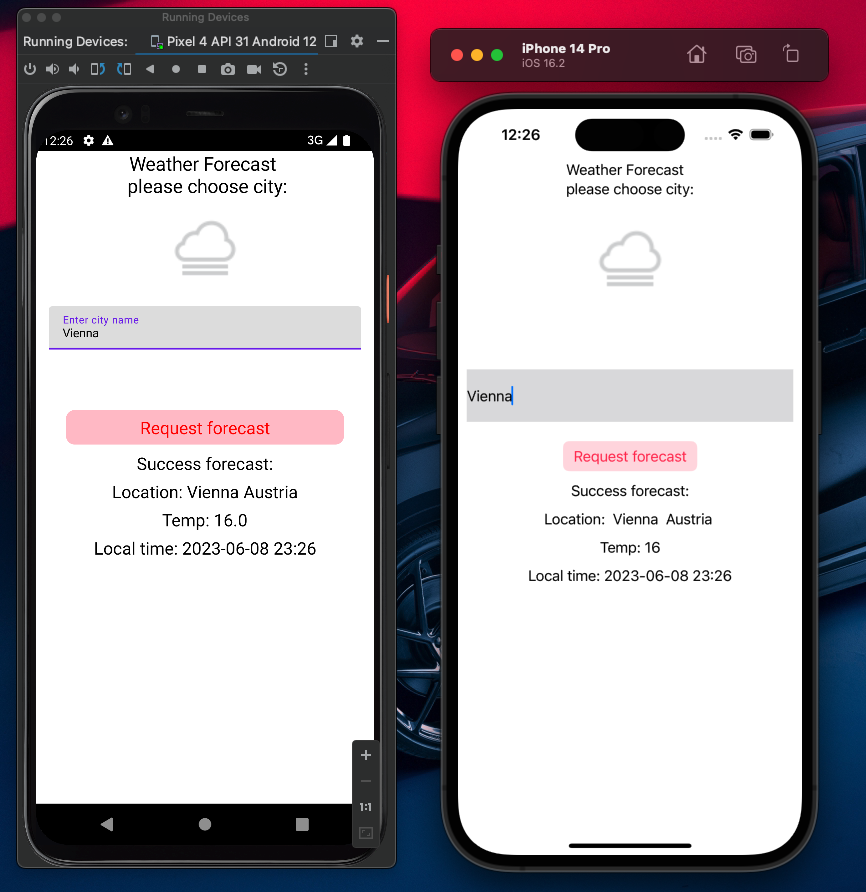 Running Devices
Running Devices: Pixel 4 API 31 Android 12
12:26 3G
Weather Forecast
please choose city:
Enter city name
Vienna
Request forecast
Success forecast:
Location: Vienna Austria
Temp: 16.0
Local time: 2023-06-08 23:26
1:1
iPhone 14 Pro
iOS 16.2
12:26
Weather Forecast
please choose city:
Vienna
Request forecast
Success forecast:
Location:  Vienna  Austria
Temp: 16
Local time: 2023-06-08 23:26